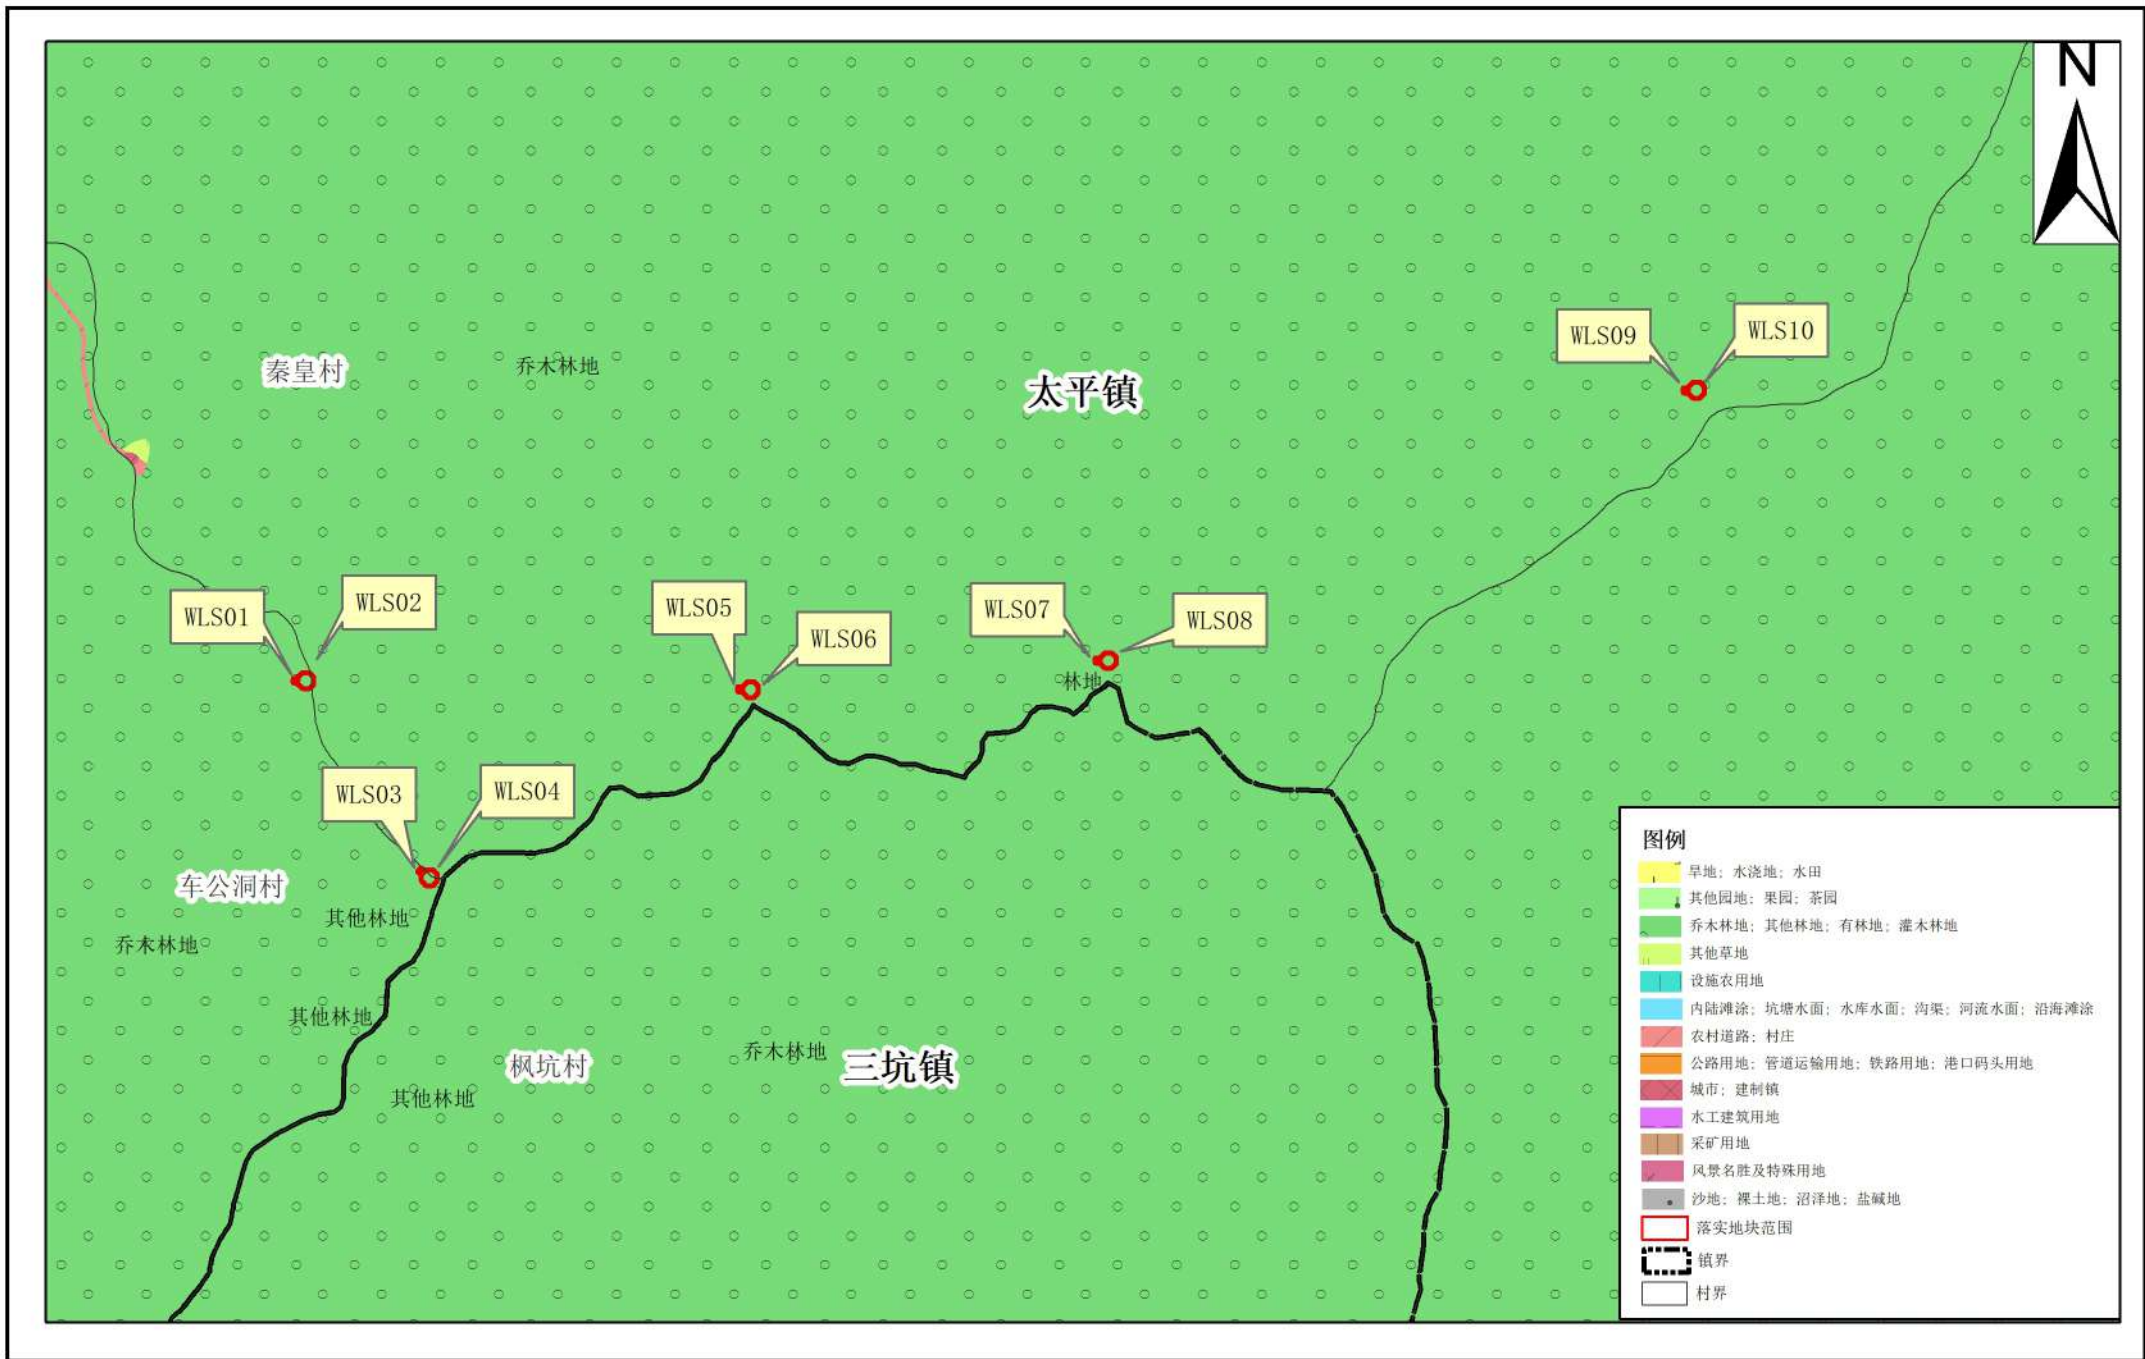 N
WLS09
WLS10
秦皇村
乔木林地
太平镇
WLS01
WLS02
WLS05
WLS06
WLS07
WLS08
林地
WLS03
WLS04
车公洞村
其他林地
乔木林地
其他林地
枫坑村
乔木林地
三坑镇
其他林地
图例
旱地；水浇地；水田
其他园地；果园；茶园
乔木林地；其他林地；有林地；灌木林地
其他草地
设施农用地
内陆滩涂；坑塘水面；水库水面；沟渠；河流水面；沿海滩涂
农村道路；村庄
公路用地；管道运输用地；铁路用地；港口码头用地
城市；建制镇
水工建筑用地
采矿用地
风景名胜及特殊用地
沙地；裸土地；沼泽地；盐碱地
落实地块范围
镇界
村界